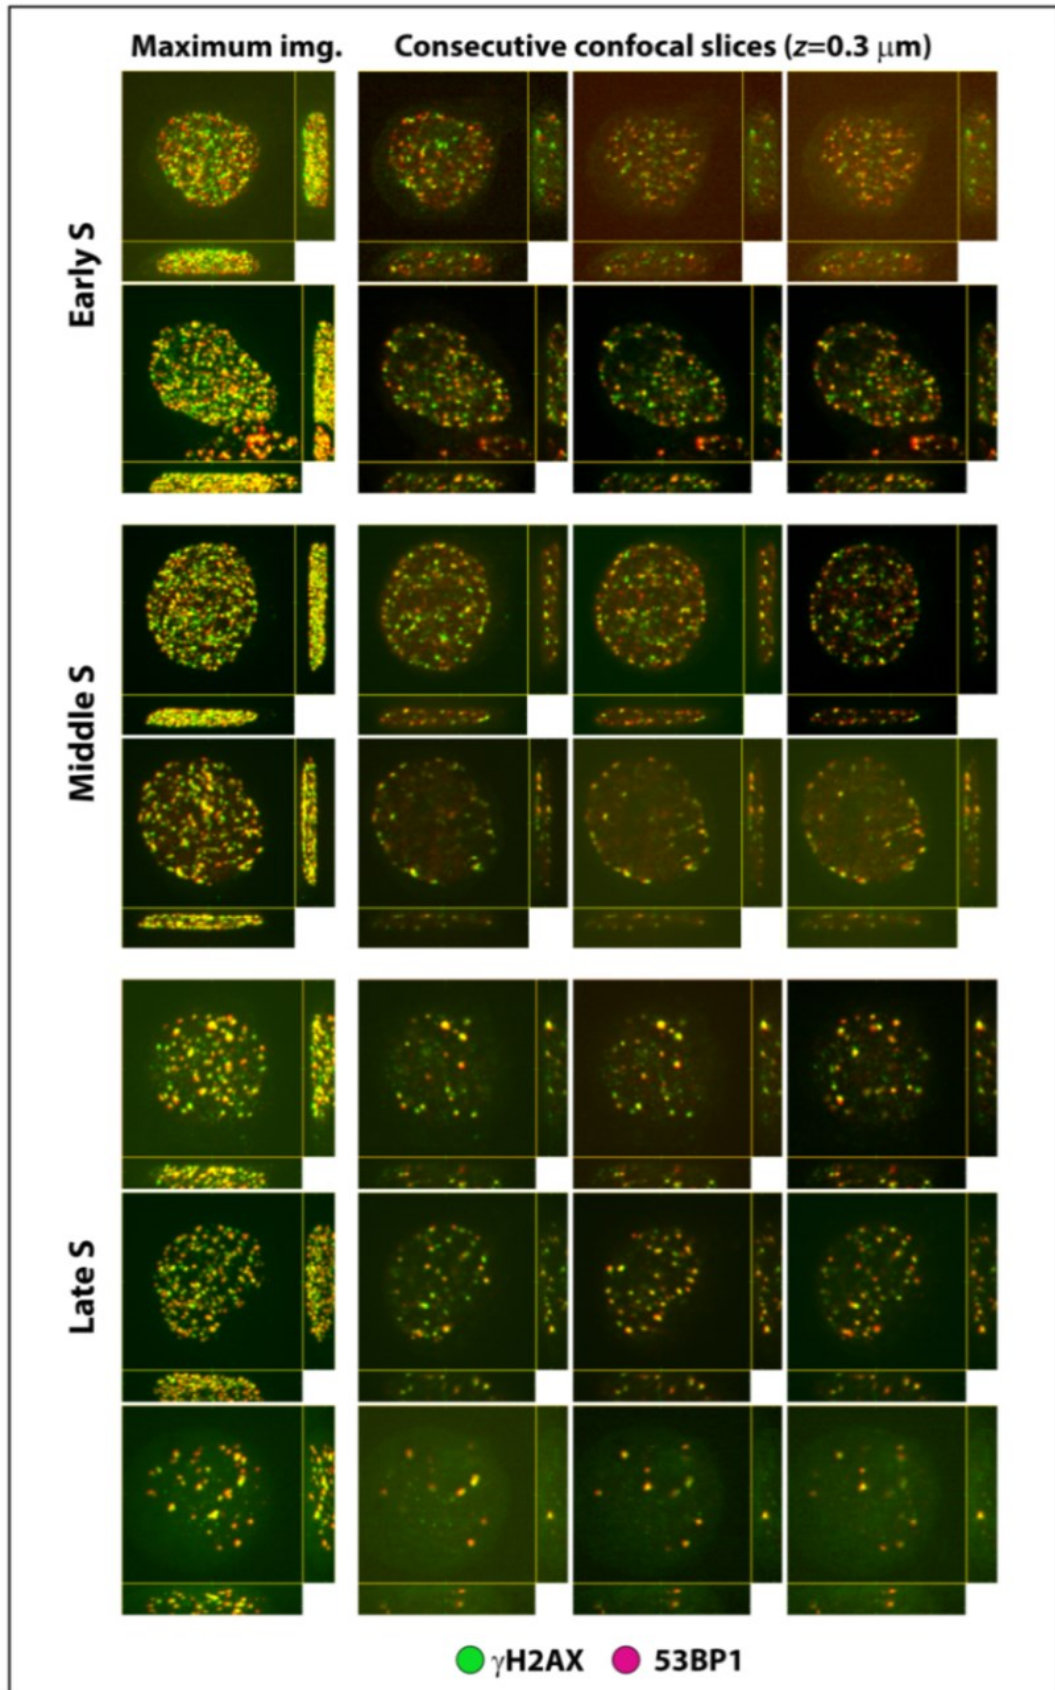 Maximum img. Consecutive confocal slices (z=0.3 μm)
Early S
Middle S
Late S
γH2AX 53BP1